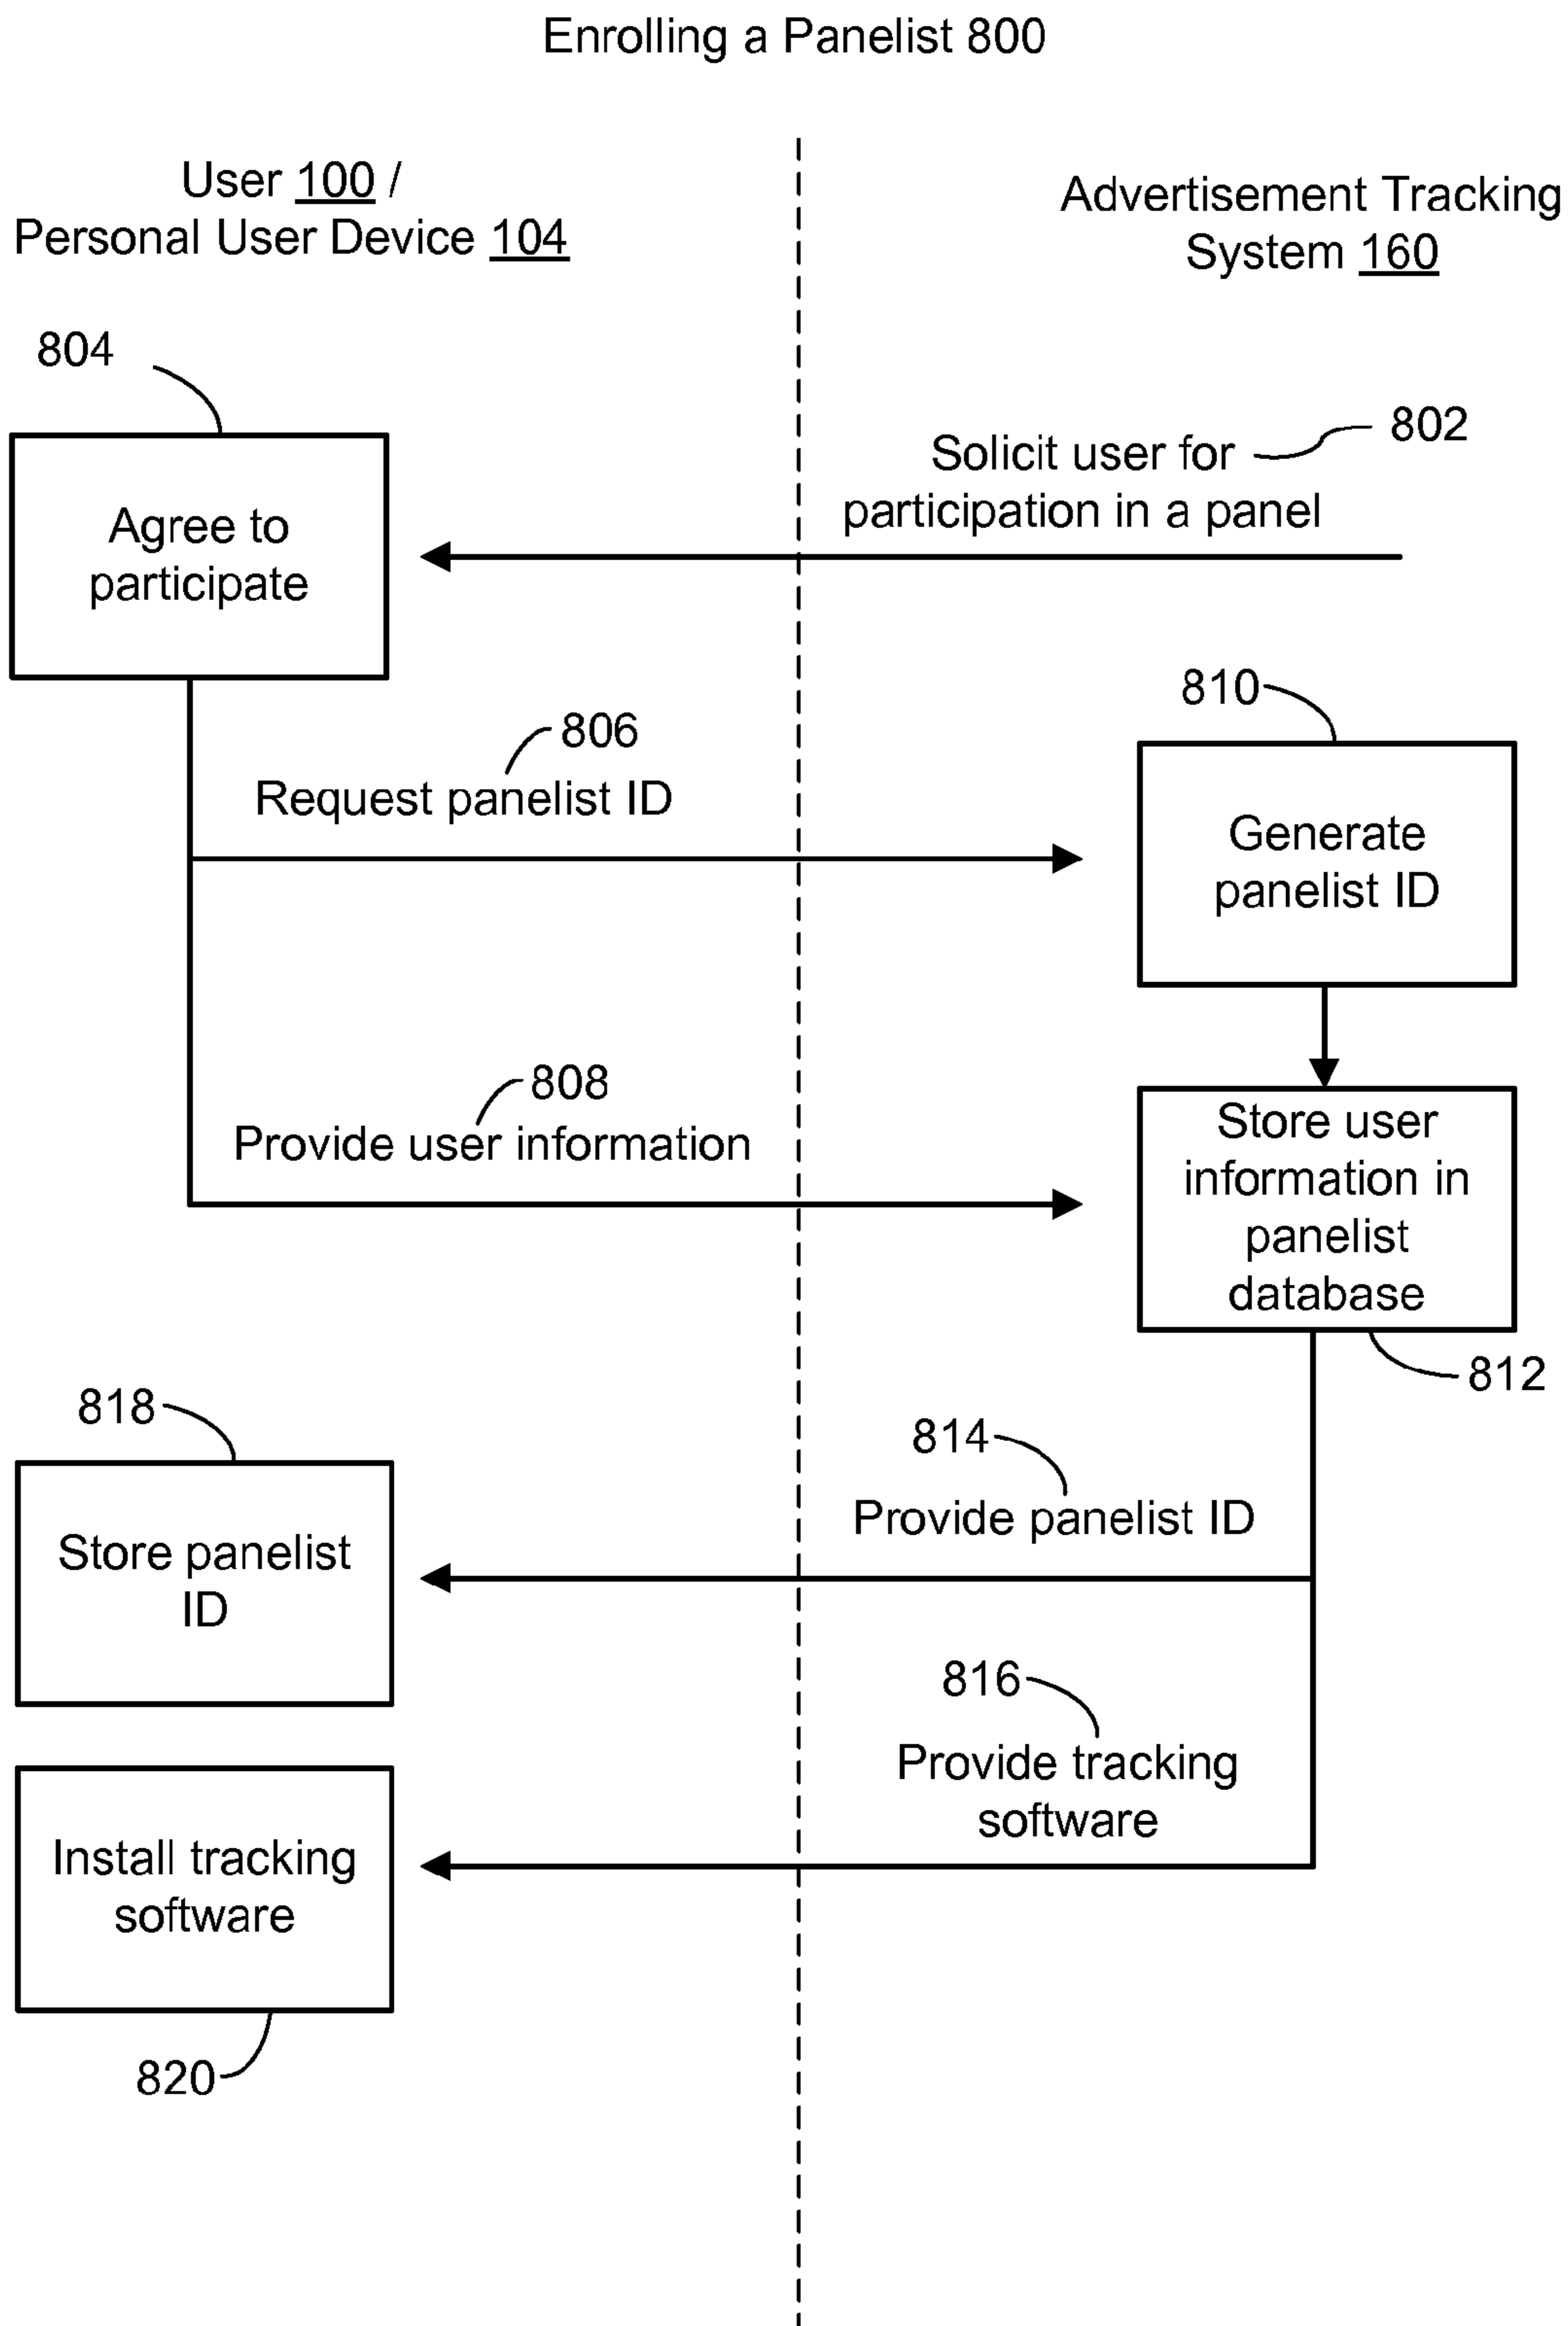 Enrolling a Panelist 800
User 100 /
Personal User Device 104
Advertisement Tracking
System 160
804
802
Solicit user for
participation in a panel
Agree to
participate
810
806
Request panelist ID
Generate
panelist ID
808
Provide user information
Store user
information in
panelist
database
812
818
814
Provide panelist ID
Store panelist
ID
816
Provide tracking
software
Install tracking
software
820